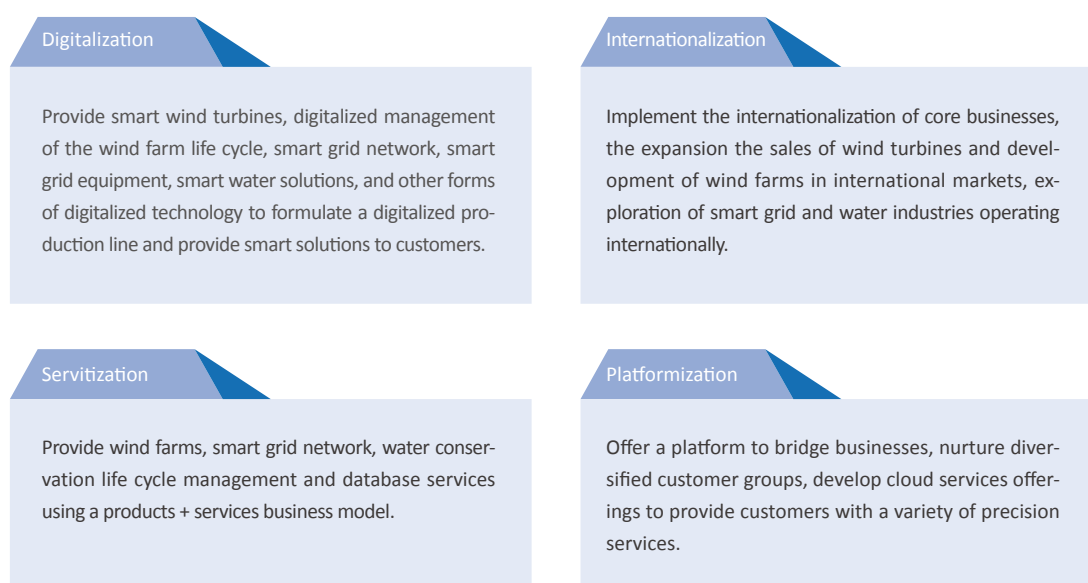 Digitalization
Provide smart wind turbines, digitalized management
of the wind farm life cycle, smart grid network, smart
grid equipment, smart water solutions, and other forms
of digitalized technology to formulate a digitalized pro-
duction line and provide smart solutions to customers.
Internationalization
Implement the internationalization of core businesses,
the expansion the sales of wind turbines and devel-
opment of wind farms in international markets, ex-
ploration of smart grid and water industries operating
internationally.
Servitization
Provide wind farms, smart grid network, water conser-
vation life cycle management and database services
using a products + services business model.
Platformization
Offer a platform to bridge businesses, nurture diver-
sified customer groups, develop cloud services offer-
ings to provide customers with a variety of precision
services.